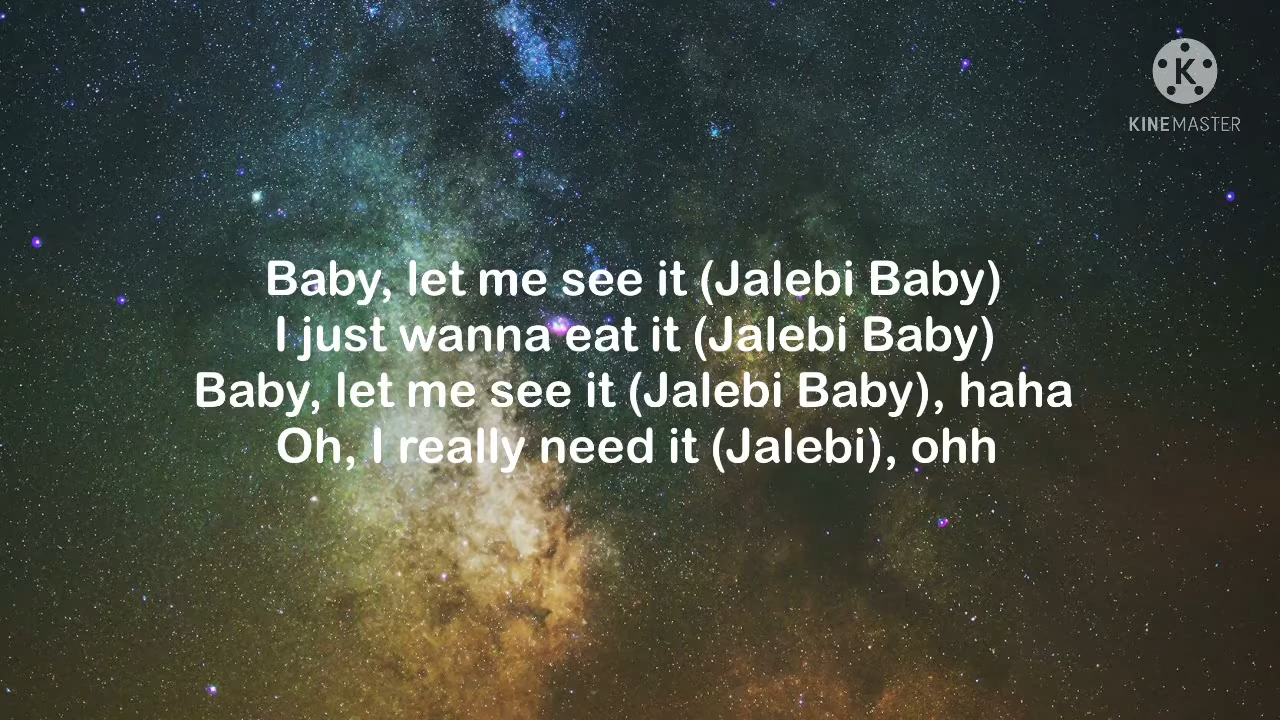 K
KINEMASTER
Baby, let me see it (Jalebi Baby)
I just wanna eat it (Jalebi Baby)
Baby, let me see it (Jalebi Baby), haha
Oh, I really need it (Jalebi), ohh